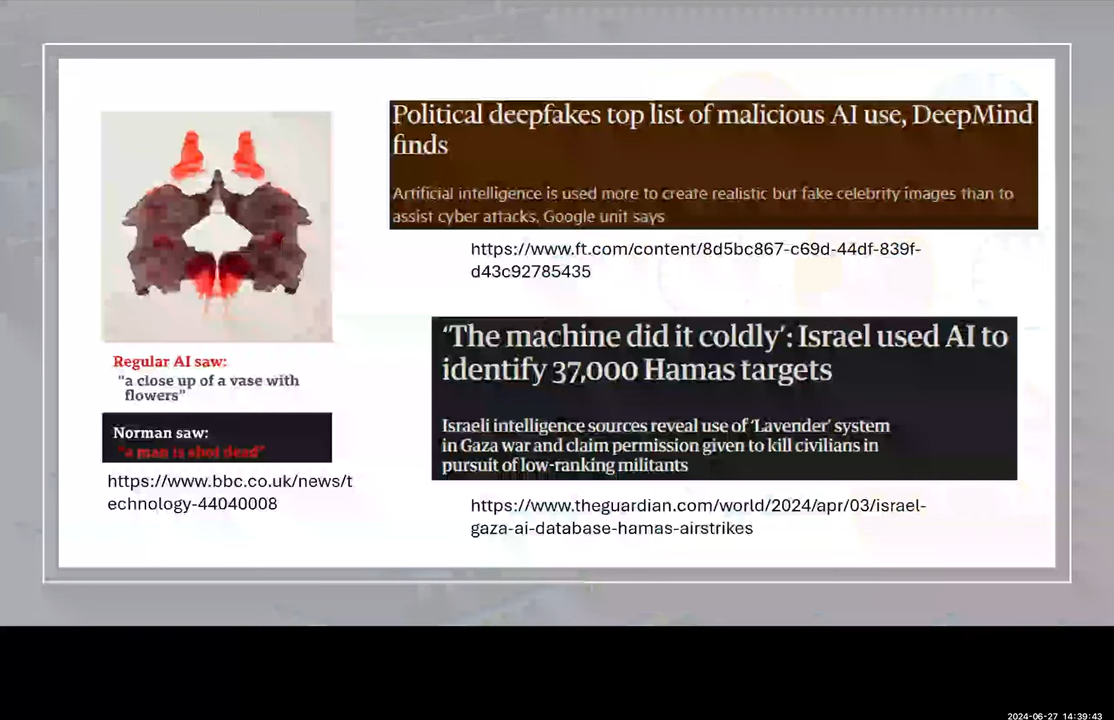 Regular AI saw:
"a close up of a vase with
flowers"
Norman saw:
"a man is shot dead"
https://www.bbc.co.uk/news/t
echnology-44040008
Political deepfakes top list of malicious AI use, DeepMind
finds
Artificial intelligence is used more to create realistic but fake celebrity images than to
assist cyber attacks, Google unit says
https://www.ft.com/content/8d5bc867-c69d-44df-839f-
d43c92785435
‘The machine did it coldly’: Israel used AI to
identify 37,000 Hamas targets
Israeli intelligence sources reveal use of ‘Lavender’ system
in Gaza war and claim permission given to kill civilians in
pursuit of low-ranking militants
https://www.theguardian.com/world/2024/apr/03/israel-
gaza-ai-database-hamas-airstrikes
2024-06-27 14:39:43